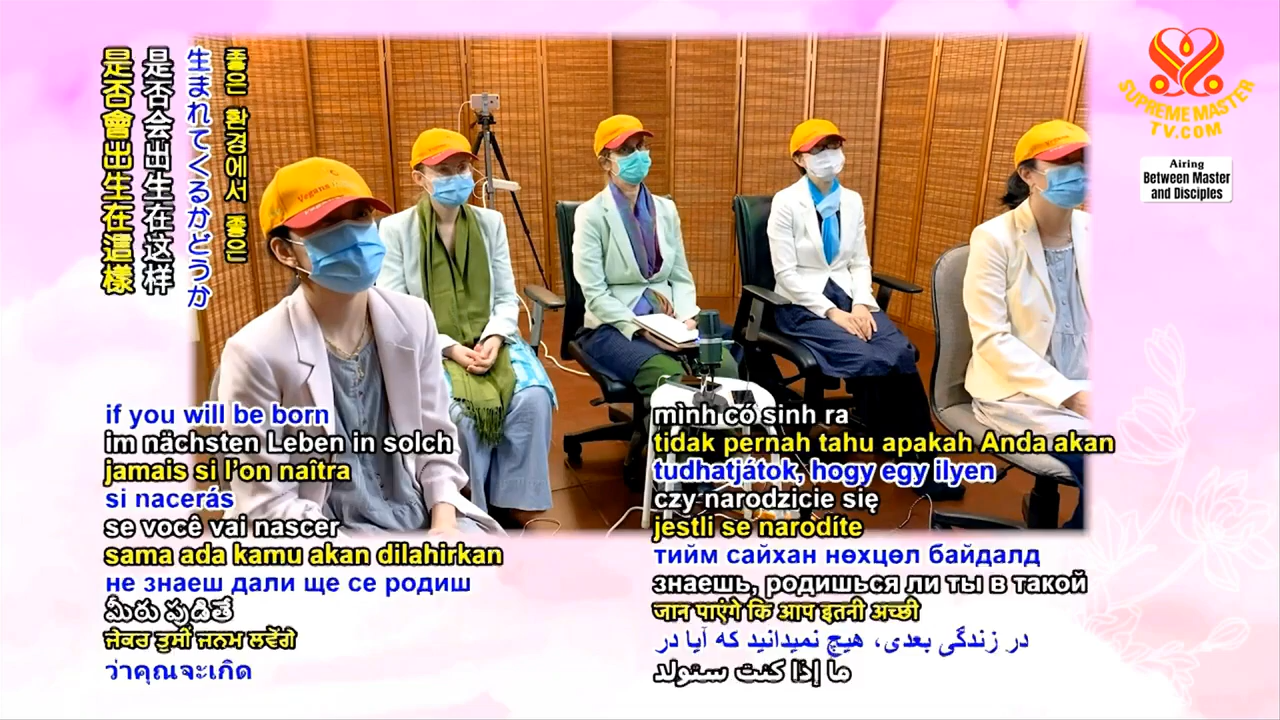 是否會出生在這樣
是否会出生在这样
生まれてくるかどうか
좋은 환경에서 좋은
SUPREME MASTER
TV.COM
Airing
Between Master
and Disciples
Vegans
if you will be born
im nächsten Leben in solch
jamais si l'on naîtra
si nacerás
se você vai nascer
sama ada kamu akan dilahirkan
не знаеш дали ще се родиш
మీరు పుడితే
ਜੇਕਰ ਤੁਸੀਂ ਜਨਮ ਲਵੋਂਗੇ
ว่าคุณจะเกิด
mình có sinh ra
tidak pernah tahu apakah Anda akan
tudhatjátok, hogy egy ilyen
czy narodzicie się
jestli se narodíte
тийм сайхан нөхцөл байдалд
знаешь, родишься ли ты в такой
जान पाएंगे कि आप इतनी अच्छी
در زندگی بعدی، هیچ نمیدانید که آیا در
ما إذا كنت ستولد